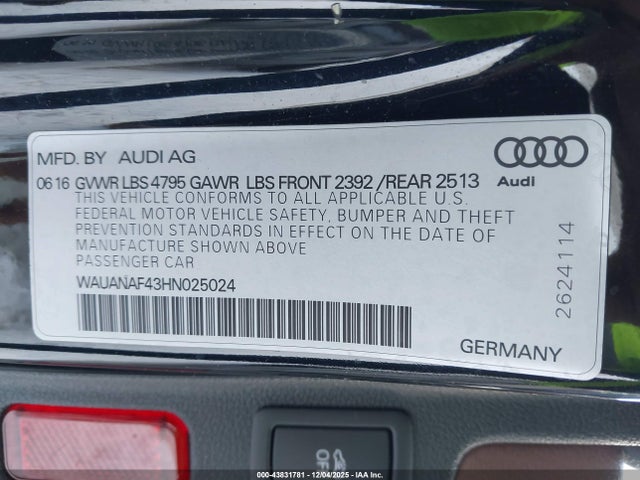 MFD. BY AUDI AG
Audi
06 16 GVWR LBS 4795 GAWR LBS FRONT 2392 /REAR 2513
THIS VEHICLE CONFORMS TO ALL APPLICABLE U.S.
FEDERAL MOTOR VEHICLE SAFETY, BUMPER AND THEFT
PREVENTION STANDARDS IN EFFECT ON THE DATE OF
MANUFACTURE SHOWN ABOVE
PASSENGER CAR
WAUANAF43HN025024
2624114
GERMANY
OFF
000-43831781 - 12/04/2025 - IAA Inc.